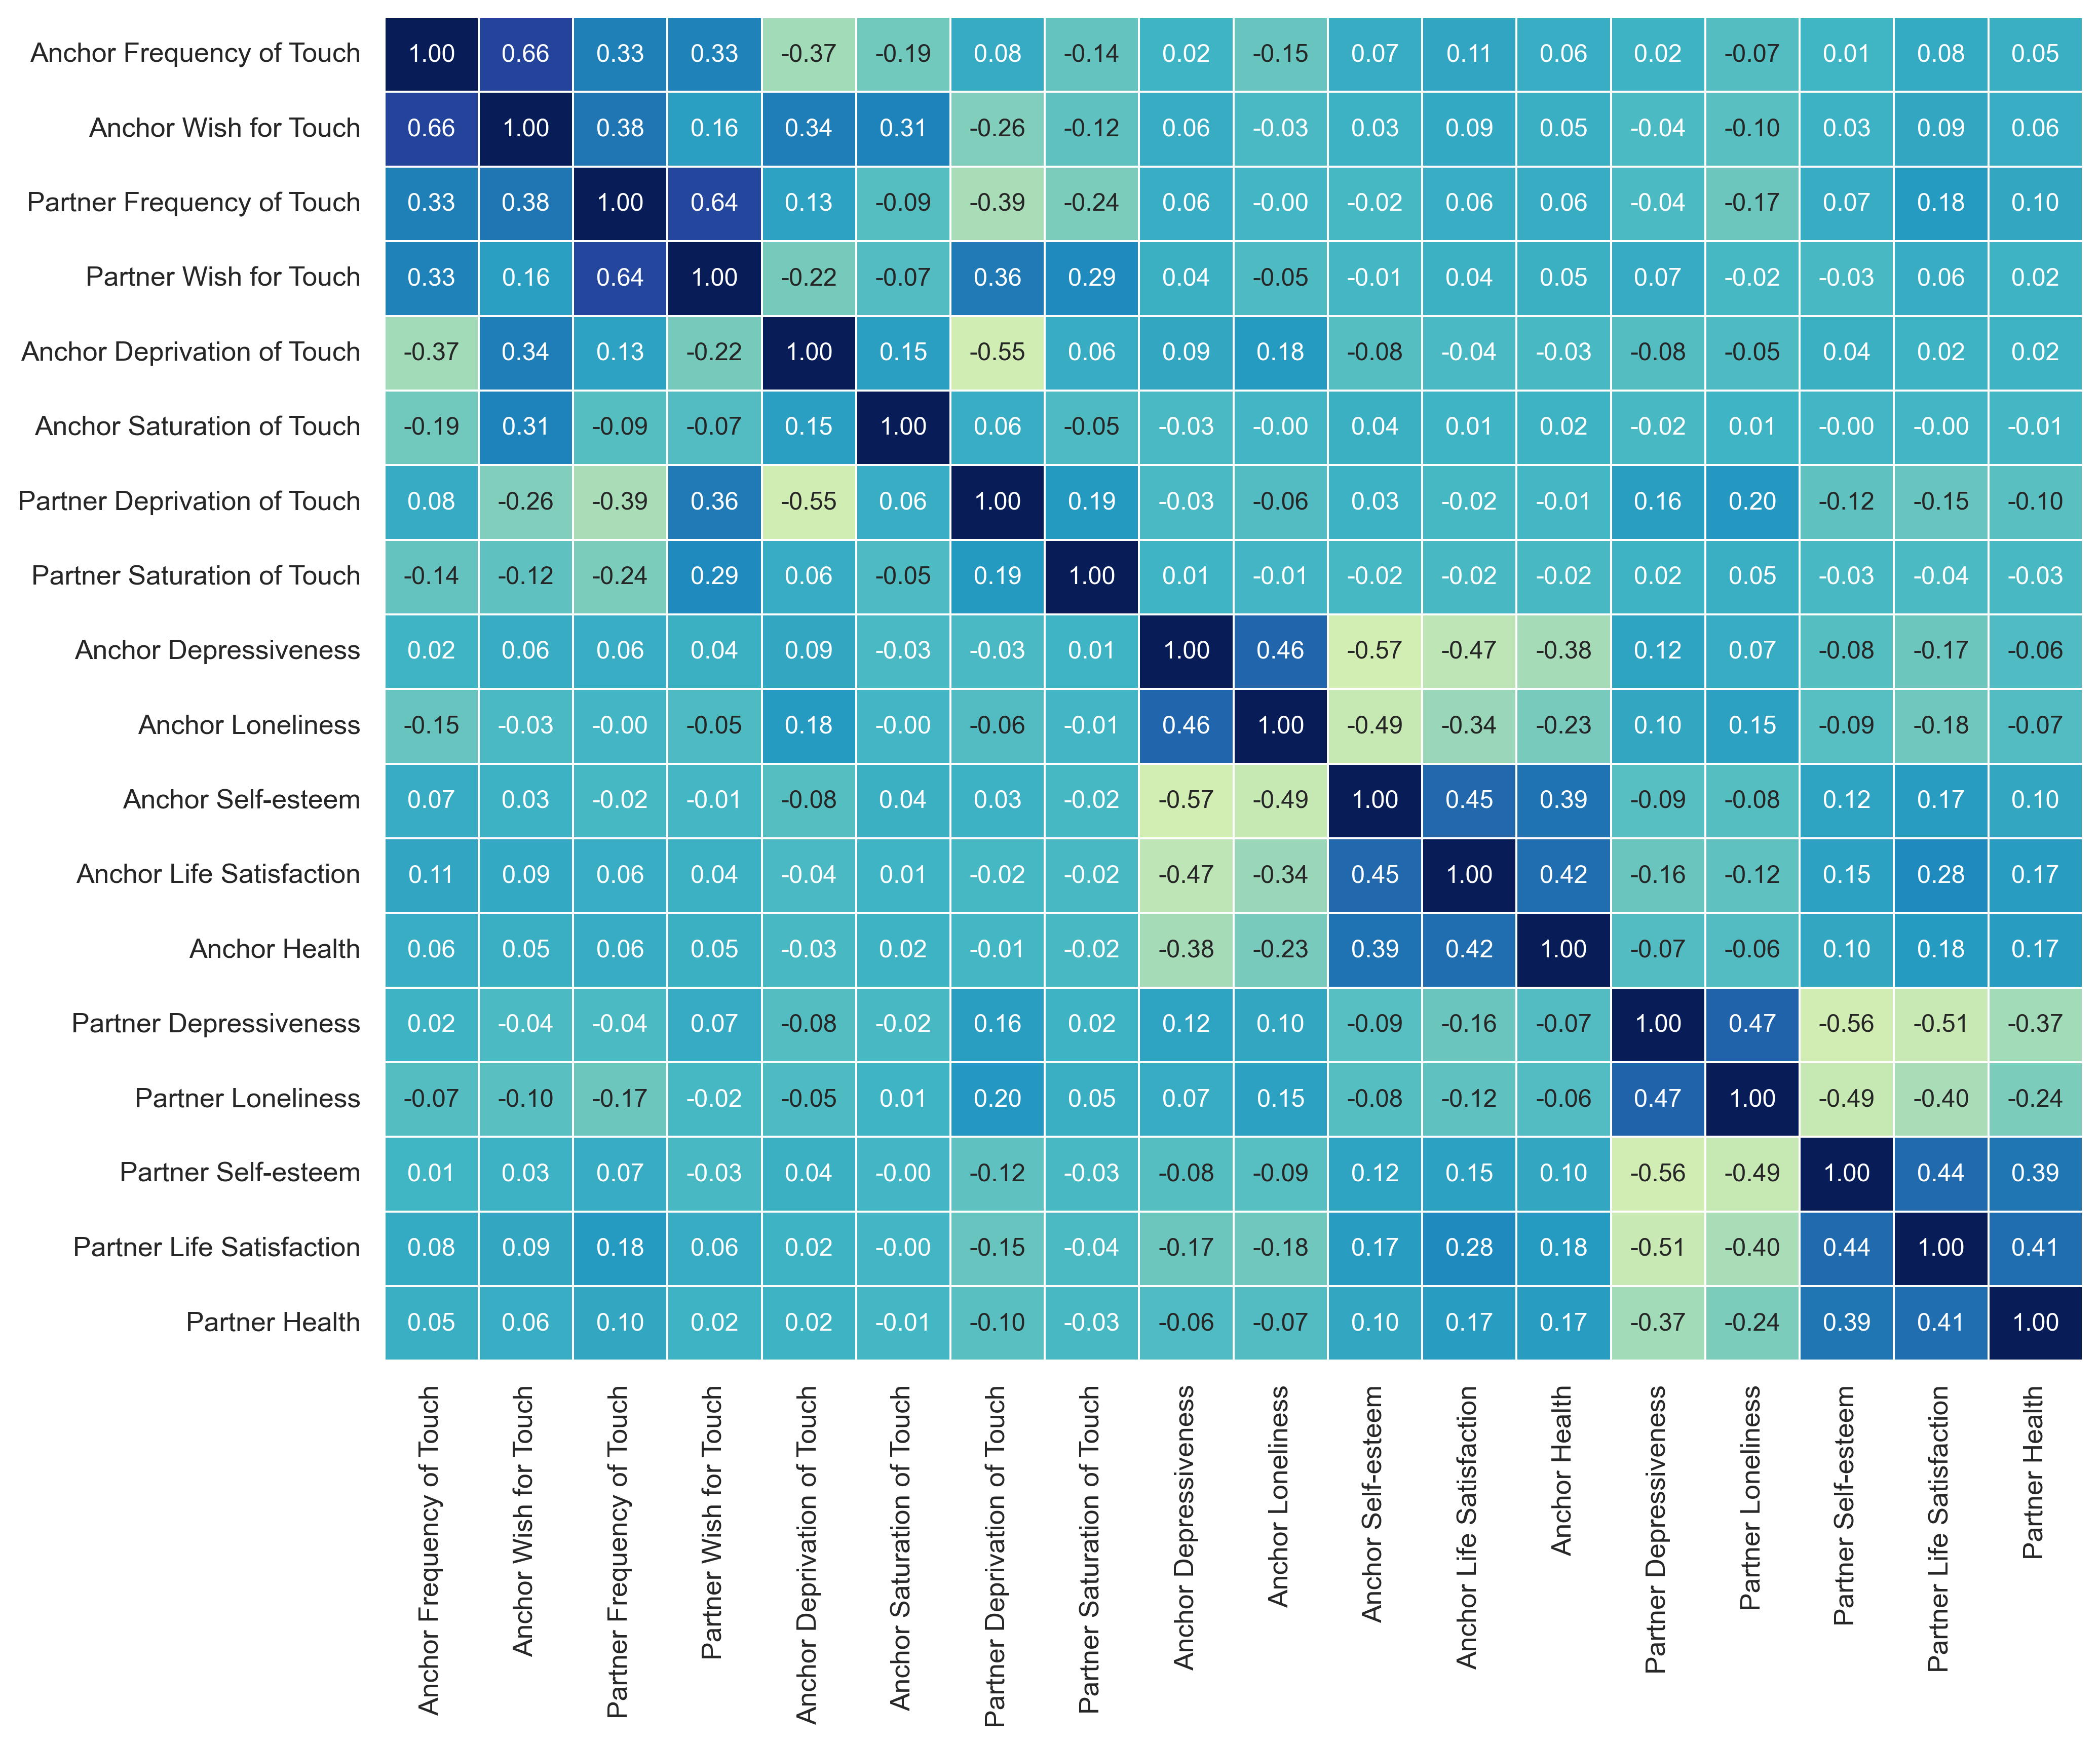 Anchor Frequency of Touch 1.00 0.66 0.33 0.33 -0.37 -0.19 0.08 -0.14 0.02 -0.15 0.07 0.11 0.06 0.02 -0.07 0.01 0.08 0.05
Anchor Wish for Touch 0.66 1.00 0.38 0.16 0.34 0.31 -0.26 -0.12 0.06 -0.03 0.03 0.09 0.05 -0.04 -0.10 0.03 0.09 0.06
Partner Frequency of Touch 0.33 0.38 1.00 0.64 0.13 -0.09 -0.39 -0.24 0.06 -0.00 -0.02 0.06 0.06 -0.04 -0.17 0.07 0.18 0.10
Partner Wish for Touch 0.33 0.16 0.64 1.00 -0.22 -0.07 0.36 0.29 0.04 -0.05 -0.01 0.04 0.05 0.07 -0.02 -0.03 0.06 0.02
Anchor Deprivation of Touch -0.37 0.34 0.13 -0.22 1.00 0.15 -0.55 0.06 0.09 0.18 -0.08 -0.04 -0.03 -0.08 -0.05 0.04 0.02 0.02
Anchor Saturation of Touch -0.19 0.31 -0.09 -0.07 0.15 1.00 0.06 -0.05 -0.03 -0.00 0.04 0.01 0.02 -0.02 0.01 -0.00 -0.00 -0.01
Partner Deprivation of Touch 0.08 -0.26 -0.39 0.36 -0.55 0.06 1.00 0.19 -0.03 -0.06 0.03 -0.02 -0.01 0.16 0.20 -0.12 -0.15 -0.10
Partner Saturation of Touch -0.14 -0.12 -0.24 0.29 0.06 -0.05 0.19 1.00 0.01 -0.01 -0.02 -0.02 -0.02 0.02 0.05 -0.03 -0.04 -0.03
Anchor Depressiveness 0.02 0.06 0.06 0.04 0.09 -0.03 -0.03 0.01 1.00 0.46 -0.57 -0.47 -0.38 0.12 0.07 -0.08 -0.17 -0.06
Anchor Loneliness -0.15 -0.03 -0.00 -0.05 0.18 -0.00 -0.06 -0.01 0.46 1.00 -0.49 -0.34 -0.23 0.10 0.15 -0.09 -0.18 -0.07
Anchor Self-esteem 0.07 0.03 -0.02 -0.01 -0.08 0.04 0.03 -0.02 -0.57 -0.49 1.00 0.45 0.39 -0.09 -0.08 0.12 0.17 0.10
Anchor Life Satisfaction 0.11 0.09 0.06 0.04 -0.04 0.01 -0.02 -0.02 -0.47 -0.34 0.45 1.00 0.42 -0.16 -0.12 0.15 0.28 0.17
Anchor Health 0.06 0.05 0.06 0.05 -0.03 0.02 -0.01 -0.02 -0.38 -0.23 0.39 0.42 1.00 -0.07 -0.06 0.10 0.18 0.17
Partner Depressiveness 0.02 -0.04 -0.04 0.07 -0.08 -0.02 0.16 0.02 0.12 0.10 -0.09 -0.16 -0.07 1.00 0.47 -0.56 -0.51 -0.37
Partner Loneliness -0.07 -0.10 -0.17 -0.02 -0.05 0.01 0.20 0.05 0.07 0.15 -0.08 -0.12 -0.06 0.47 1.00 -0.49 -0.40 -0.24
Partner Self-esteem 0.01 0.03 0.07 -0.03 0.04 -0.00 -0.12 -0.03 -0.08 -0.09 0.12 0.15 0.10 -0.56 -0.49 1.00 0.44 0.39
Partner Life Satisfaction 0.08 0.09 0.18 0.06 0.02 -0.00 -0.15 -0.04 -0.17 -0.18 0.17 0.28 0.18 -0.51 -0.40 0.44 1.00 0.41
Partner Health 0.05 0.06 0.10 0.02 0.02 -0.01 -0.10 -0.03 -0.06 -0.07 0.10 0.17 0.17 -0.37 -0.24 0.39 0.41 1.00
Anchor Frequency of Touch
Anchor Wish for Touch
Partner Frequency of Touch
Partner Wish for Touch
Anchor Deprivation of Touch
Anchor Saturation of Touch
Partner Deprivation of Touch
Partner Saturation of Touch
Anchor Depressiveness
Anchor Loneliness
Anchor Self-esteem
Anchor Life Satisfaction
Anchor Health
Partner Depressiveness
Partner Loneliness
Partner Self-esteem
Partner Life Satisfaction
Partner Health